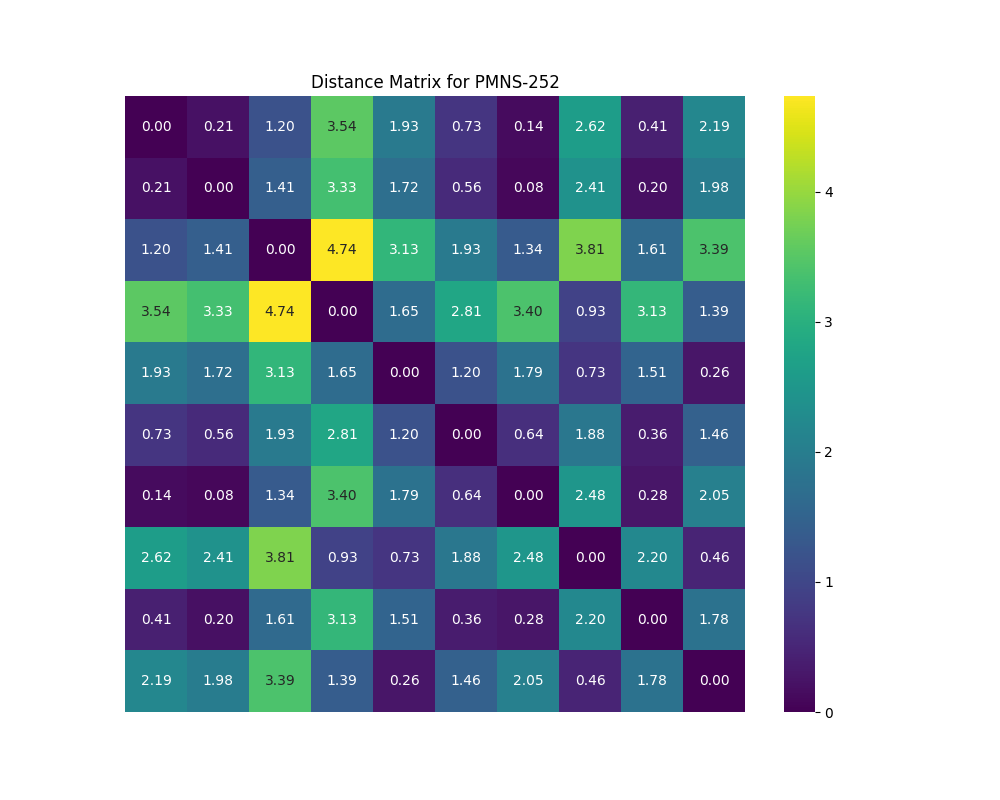 Distance Matrix for PMNS-252
0.00 0.21 1.20 3.54 1.93 0.73 0.14 2.62 0.41 2.19
0.21 0.00 1.41 3.33 1.72 0.56 0.08 2.41 0.20 1.98
1.20 1.41 0.00 4.74 3.13 1.93 1.34 3.81 1.61 3.39
3.54 3.33 4.74 0.00 1.65 2.81 3.40 0.93 3.13 1.39
1.93 1.72 3.13 1.65 0.00 1.20 1.79 0.73 1.51 0.26
0.73 0.56 1.93 2.81 1.20 0.00 0.64 1.88 0.36 1.46
0.14 0.08 1.34 3.40 1.79 0.64 0.00 2.48 0.28 2.05
2.62 2.41 3.81 0.93 0.73 1.88 2.48 0.00 2.20 0.46
0.41 0.20 1.61 3.13 1.51 0.36 0.28 2.20 0.00 1.78
2.19 1.98 3.39 1.39 0.26 1.46 2.05 0.46 1.78 0.00
4
3
2
1
0